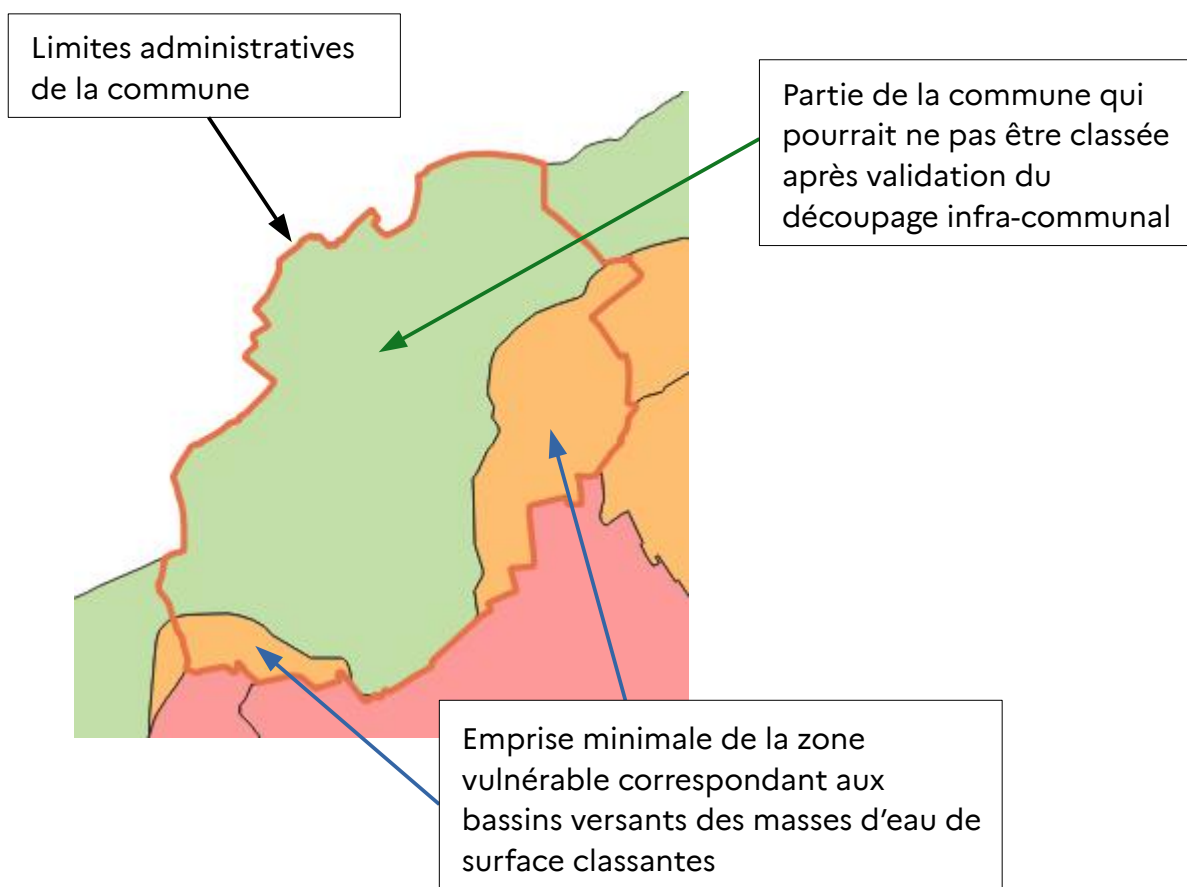 Limites administratives
de la commune
Partie de la commune qui
pourrait ne pas être classée
après validation du
découpage infra-communal
Emprise minimale de la zone
vulnérable correspondant aux
bassins versants des masses d’eau de
surface classantes